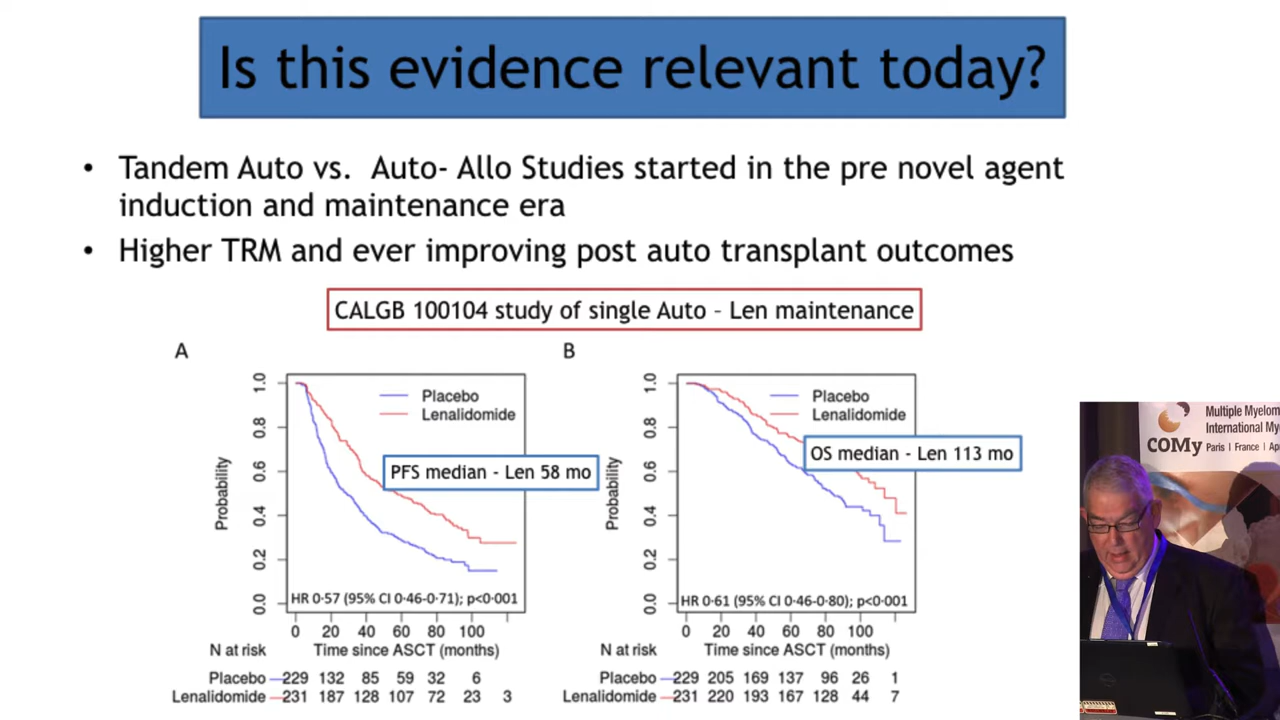 Is this evidence relevant today?
• Tandem Auto vs. Auto- Allo Studies started in the pre novel agent
induction and maintenance era
• Higher TRM and ever improving post auto transplant outcomes
CALGB 100104 study of single Auto – Len maintenance
A
Probability
1.0
0.8
0.6
0.4
0.2
0.0
Placebo
Lenalidomide
PFS median - Len 58 mo
HR 0·57 (95% CI 0·46-0·71); p<0·001
0 20 40 60 80 100
N at risk Time since ASCT (months)
Placebo 229 132 85 59 32 6
Lenalidomide 231 187 128 107 72 23 3
B
Probability
1.0
0.8
0.6
0.4
0.2
0.0
Placebo
Lenalidomide
OS median - Len 113 mo
HR 0·61 (95% CI 0·46-0·80); p<0·001
0 20 40 60 80 100
N at risk Time since ASCT (months)
Placebo 229 205 169 137 96 26 1
Lenalidomide 231 220 193 167 128 44 7
COMy
Multiple
International
Paris | France |